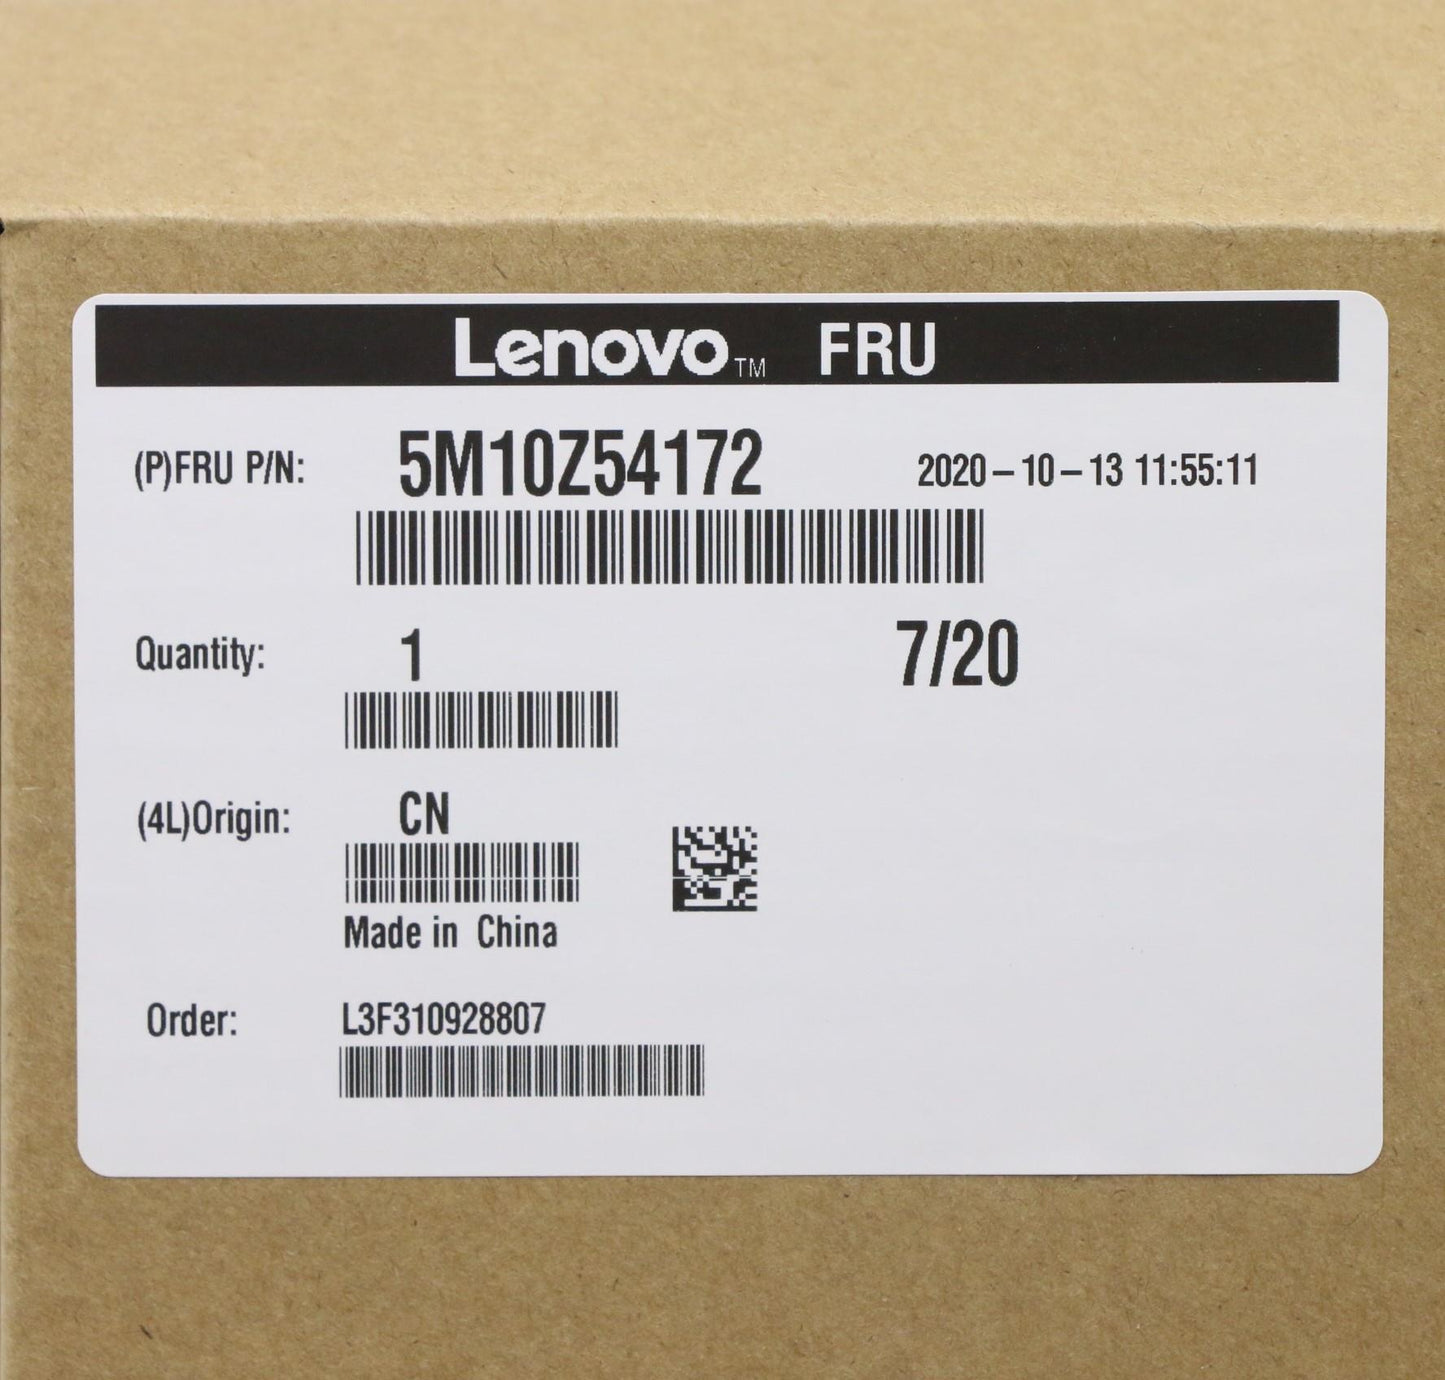 Lenovo™ FRU
(P)FRU P/N: 5M10Z54172 2020-10-13 11:55:11
Quantity: 1 7/20
(4L)Origin: CN
Made in China
Order: L3F310928807